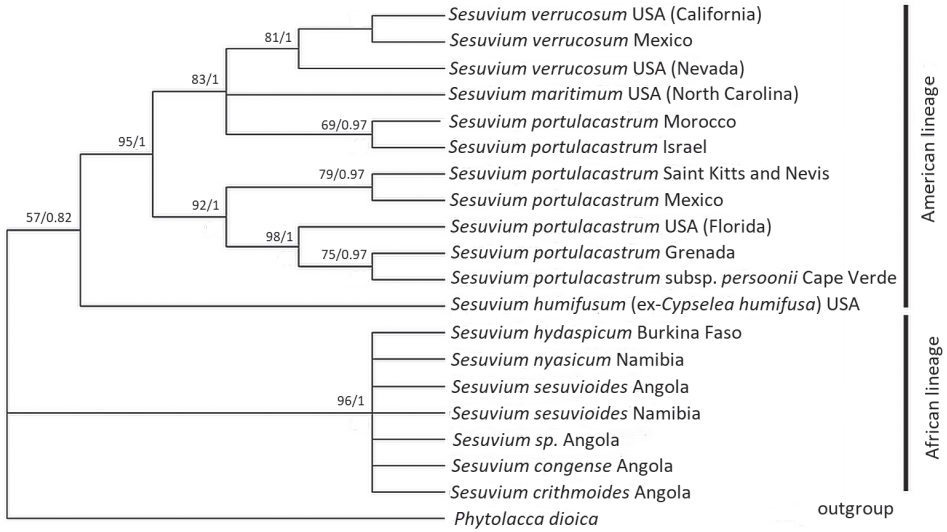 Sesuvium verrucosum USA (California)
81/1
Sesuvium verrucosum Mexico
Sesuvium verrucosum USA (Nevada)
83/1
Sesuvium maritimum USA (North Carolina)
69/0.97
Sesuvium portulacastrum Morocco
95/1
Sesuvium portulacastrum Israel
79/0.97
Sesuvium portulacastrum Saint Kitts and Nevis
92/1
Sesuvium portulacastrum Mexico
57/0.82
Sesuvium portulacastrum USA (Florida)
98/1
75/0.97
Sesuvium portulacastrum Grenada
Sesuvium portulacastrum subsp. persoonii Cape Verde
Sesuvium humifusum (ex-Cypselea humifusa) USA
American lineage
Sesuvium hydaspicum Burkina Faso
Sesuvium nyasicum Namibia
Sesuvium sesuvioides Angola
96/1
Sesuvium sesuvioides Namibia
Sesuvium sp. Angola
Sesuvium congense Angola
Sesuvium crithmoides Angola
African lineage
outgroup
Phytolacca dioica